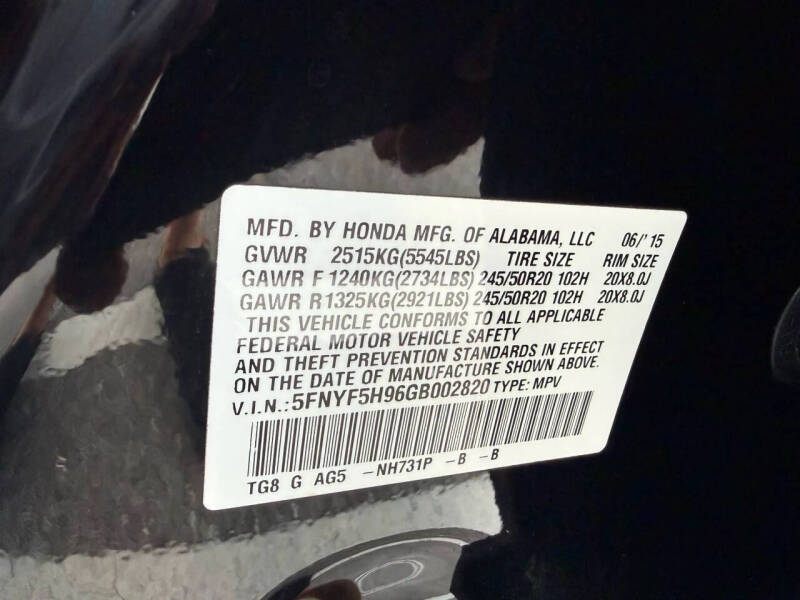 MFD. BY HONDA MFG. OF ALABAMA, LLC 06/'15
GVWR 2515KG(5545LBS) TIRE SIZE RIM SIZE
GAWR F 1240KG(2734LBS) 245/50R20 102H 20X8.0J
GAWR R1325KG(2921LBS) 245/50R20 102H 20X8.0J
THIS VEHICLE CONFORMS TO ALL APPLICABLE
FEDERAL MOTOR VEHICLE SAFETY
AND THEFT PREVENTION STANDARDS IN EFFECT
ON THE DATE OF MANUFACTURE SHOWN ABOVE.
V.I.N.:5FNYF5H96GB002820 TYPE: MPV
TG8 G AG5 -NH731P -B -B